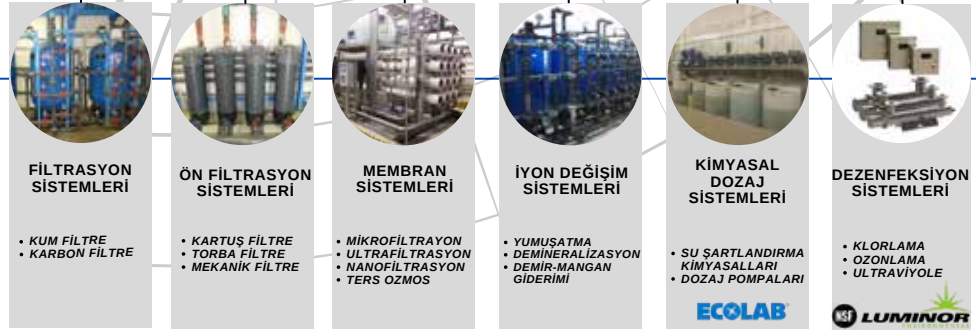 FİLTRASYON
SİSTEMLERİ
• KUM FİLTRE
• KARBON FİLTRE
ÖN FİLTRASYON
SİSTEMLERİ
• KARTUŞ FİLTRE
• TORBA FİLTRE
• MEKANİK FİLTRE
MEMBRAN
SİSTEMLERİ
• MİKROFİLTRAYON
• ULTRAFİLTRASYON
• NANOFİLTRASYON
• TERS OZMOS
İYON DEĞİŞİM
SİSTEMLERİ
• YUMUŞATMA
• DEMİNERALİZASYON
• DEMİR-MANGAN
GİDERİMİ
KİMYASAL
DOZAJ
SİSTEMLERİ
• SU ŞARTLANDIRMA
KİMYASALLARI
• DOZAJ POMPALARI
ECOLAB
DEZENFEKSİYON
SİSTEMLERİ
• KLORLAMA
• OZONLAMA
• ULTRAVİYOLE
NSF LUMINOR
ENVIRONMENTAL